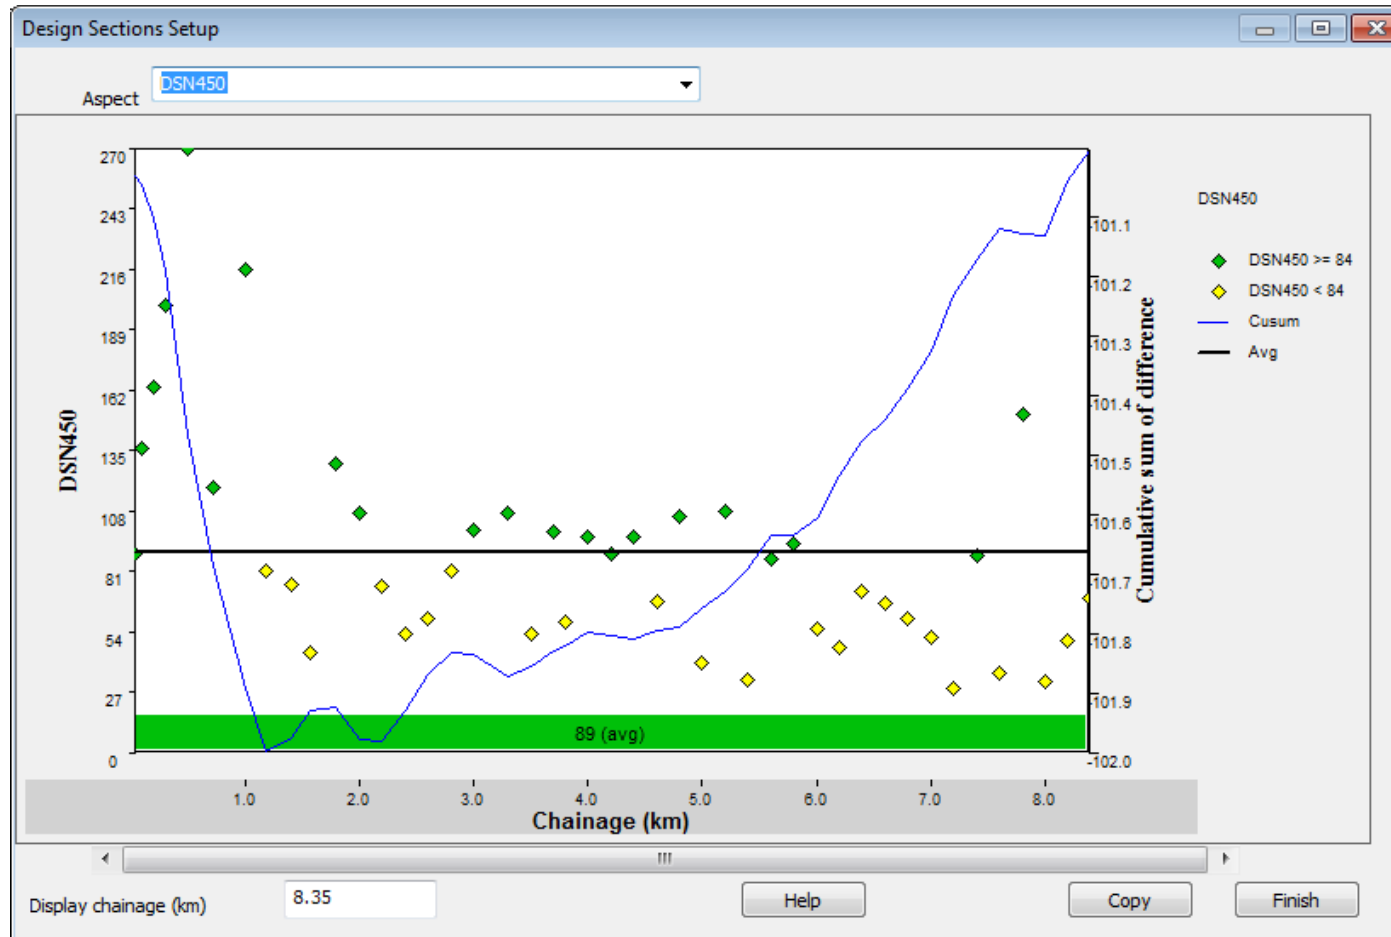 Design Sections Setup
Aspect
DSN450
DSN450
270
243
216
189
162
135
108
81
54
27
0
89 (avg)
-101.1
-101.2
-101.3
-101.4
-101.5
-101.6
-101.7
-101.8
-101.9
-102.0
Cumulative sum of difference
DSN450
DSN450 >= 84
DSN450 < 84
Cusum
Avg
1.0 2.0 3.0 4.0 5.0 6.0 7.0 8.0
Chainage (km)
Display chainage (km) 8.35 Help Copy Finish